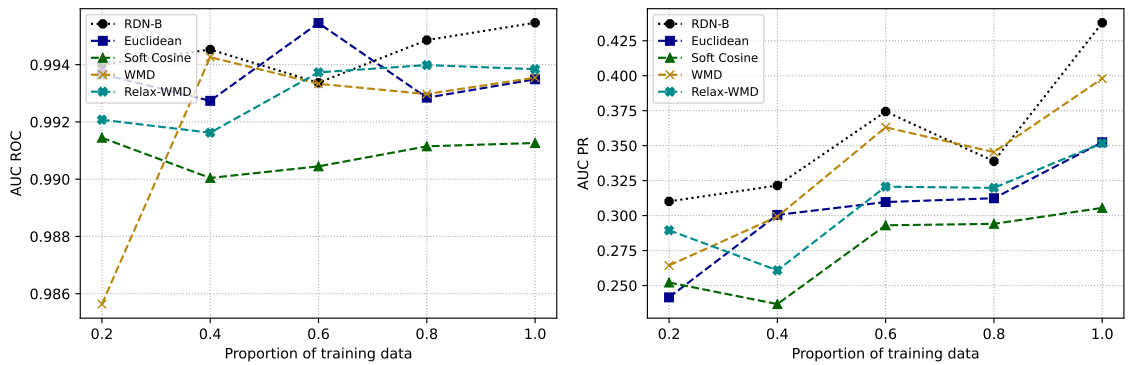 RDN-B
Euclidean
Soft Cosine
WMD
Relax-WMD
0.994
0.992
0.990
0.988
0.986
AUC ROC
0.2 0.4 0.6 0.8 1.0
Proportion of training data
RDN-B
Euclidean
Soft Cosine
WMD
Relax-WMD
0.425
0.400
0.375
0.350
0.325
0.300
0.275
0.250
AUC PR
0.2 0.4 0.6 0.8 1.0
Proportion of training data